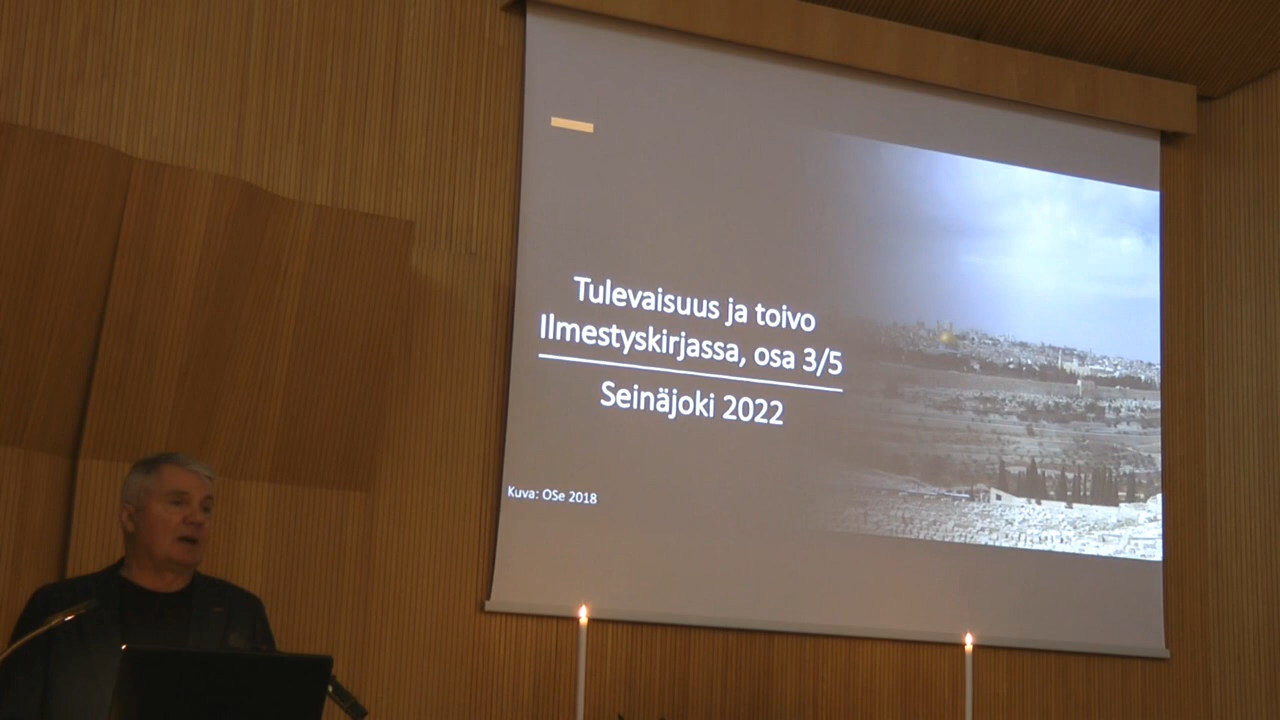 Tulevaisuus ja toivo
Ilmestyskirjassa, osa 3/5
Seinäjoki 2022
Kuva: OSe 2018